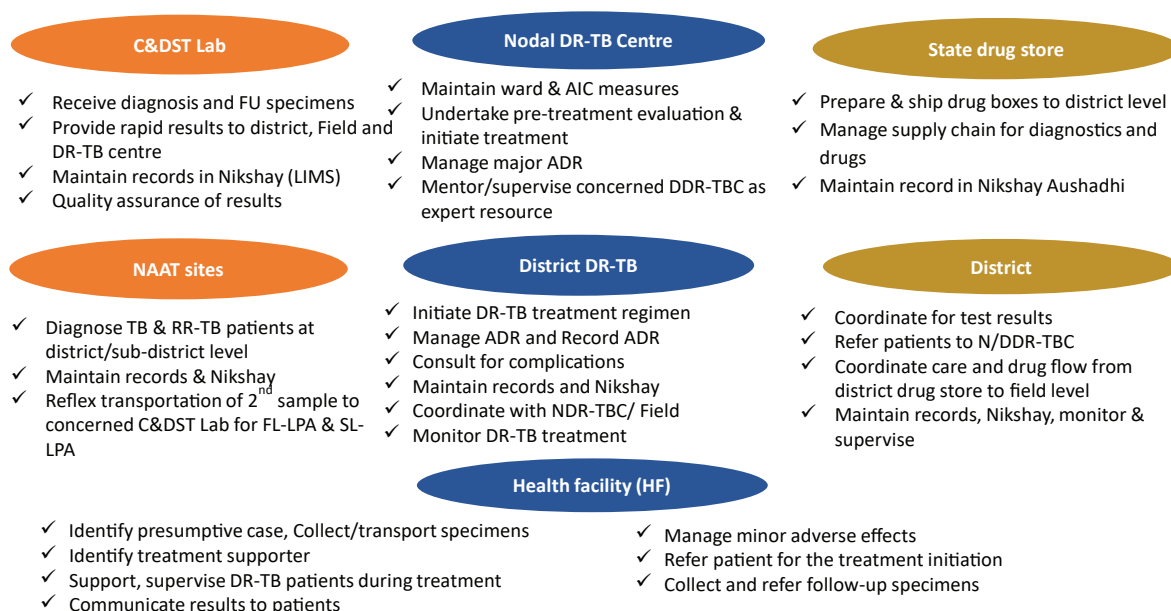 C&DST Lab
✓ Receive diagnosis and FU specimens
✓ Provide rapid results to district, Field and
DR-TB centre
✓ Maintain records in Nikshay (LIMS)
✓ Quality assurance of results
Nodal DR-TB Centre
✓ Maintain ward & AIC measures
✓ Undertake pre-treatment evaluation &
initiate treatment
✓ Manage major ADR
✓ Mentor/supervise concerned DDR-TBC as
expert resource
State drug store
✓ Prepare & ship drug boxes to district level
✓ Manage supply chain for diagnostics and
drugs
✓ Maintain record in Nikshay Aushadhi
NAAT sites
✓ Diagnose TB & RR-TB patients at
district/sub-district level
✓ Maintain records & Nikshay
✓ Reflex transportation of 2nd sample to
concerned C&DST Lab for FL-LPA & SL-
LPA
District DR-TB
✓ Initiate DR-TB treatment regimen
✓ Manage ADR and Record ADR
✓ Consult for complications
✓ Maintain records and Nikshay
✓ Coordinate with NDR-TBC/ Field
✓ Monitor DR-TB treatment
District
✓ Coordinate for test results
✓ Refer patients to N/DDR-TBC
✓ Coordinate care and drug flow from
district drug store to field level
✓ Maintain records, Nikshay, monitor &
supervise
Health facility (HF)
✓ Identify presumptive case, Collect/transport specimens
✓ Identify treatment supporter
✓ Support, supervise DR-TB patients during treatment
✓ Communicate results to patients
✓ Manage minor adverse effects
✓ Refer patient for the treatment initiation
✓ Collect and refer follow-up specimens